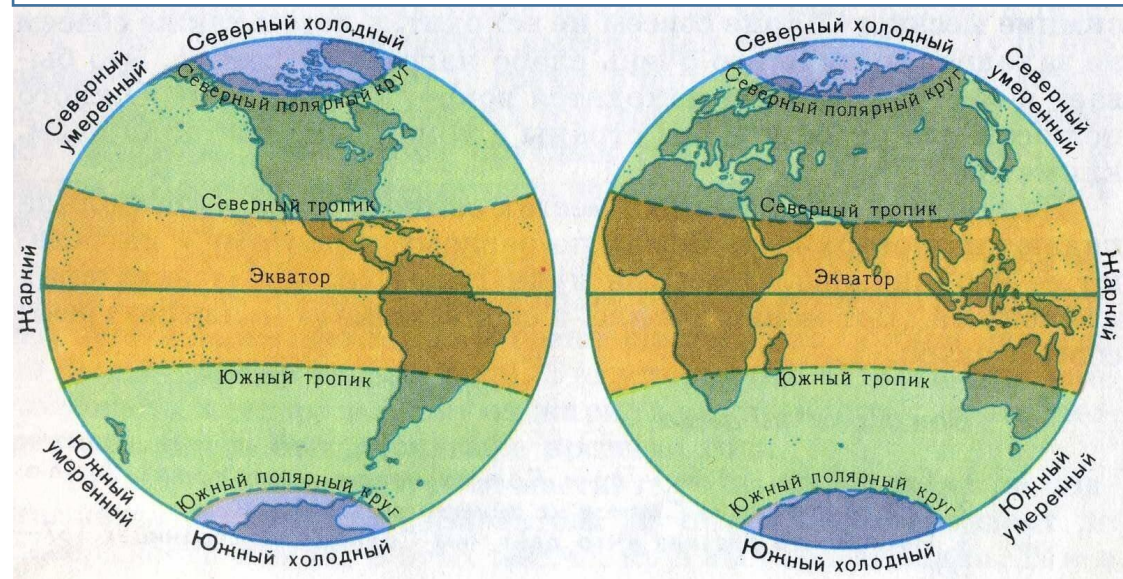 Северный холодный
Северный умеренный
Северный полярный круг
Северный тропик
Экватор
Жаркий
Южный тропик
Южный умеренный
Южный полярный круг
Южный холодный
Северный холодный
Северный умеренный
Северный полярный круг
Северный тропик
Экватор
Жаркий
Южный тропик
Южный полярный круг
Южный умеренный
Южный холодный